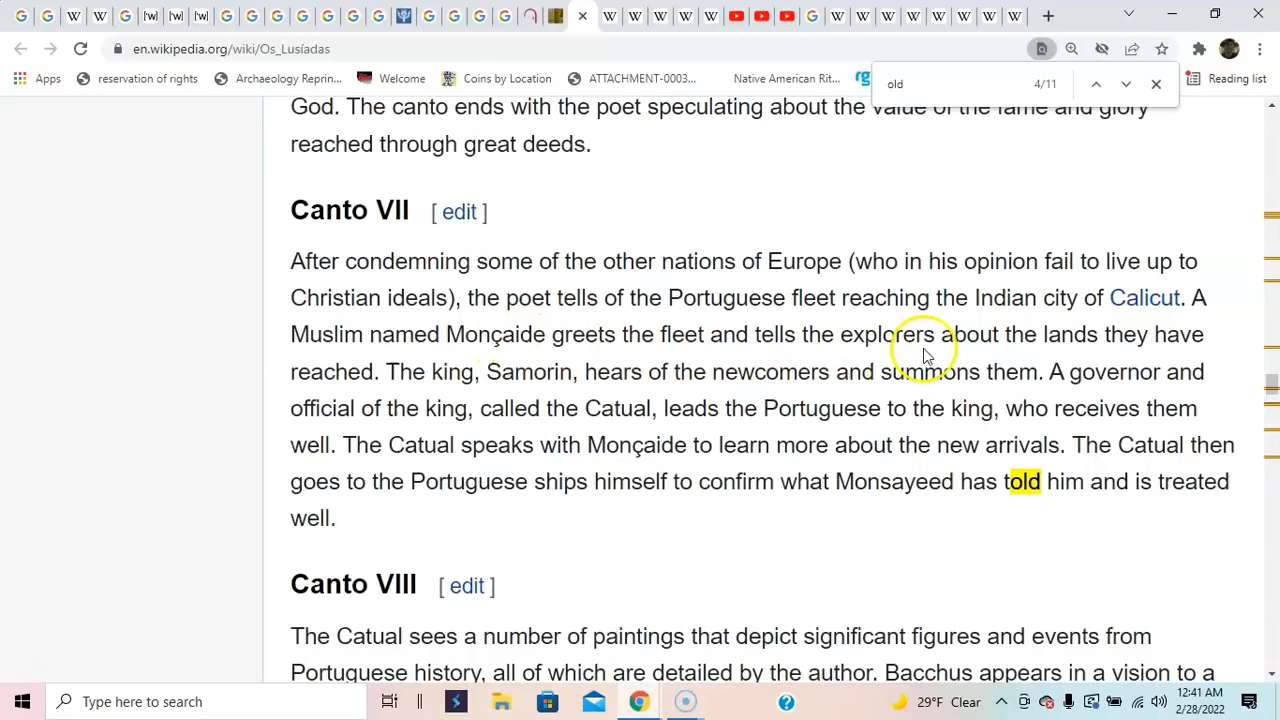 en.wikipedia.org/wiki/Os_Lusíadas
Apps reservation of rights Archaeology Reprin... Welcome Coins by Location ATTACHMENT-0003... Native American Rit... Reading list
old 4/11
God. The canto ends with the poet speculating about the value of the fame and glory
reached through great deeds.
Canto VII [ edit ]
After condemning some of the other nations of Europe (who in his opinion fail to live up to
Christian ideals), the poet tells of the Portuguese fleet reaching the Indian city of Calicut. A
Muslim named Monçaide greets the fleet and tells the explorers about the lands they have
reached. The king, Samorin, hears of the newcomers and summons them. A governor and
official of the king, called the Catual, leads the Portuguese to the king, who receives them
well. The Catual speaks with Monçaide to learn more about the new arrivals. The Catual then
goes to the Portuguese ships himself to confirm what Monsayeed has told him and is treated
well.
Canto VIII [ edit ]
The Catual sees a number of paintings that depict significant figures and events from
Portuguese history, all of which are detailed by the author. Bacchus appears in a vision to a
Type here to search
29°F Clear
12:41 AM
2/28/2022